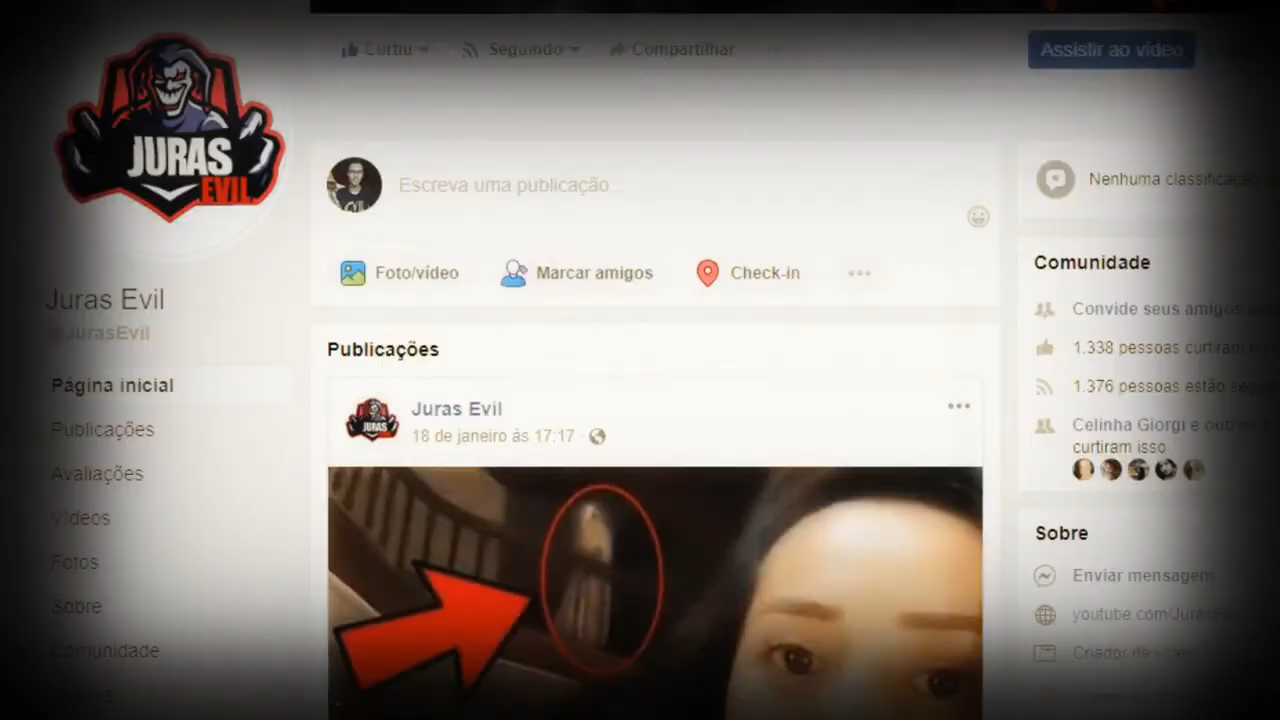 Curtiu
Seguindo
Compartilhar
Assistir ao vídeo
JURAS
EVIL
Escreva uma publicação...
Foto/vídeo
Marcar amigos
Check-in
Juras Evil
@JurasEvil
Página inicial
Publicações
Avaliações
Vídeos
Fotos
Sobre
Comunidade
Publicações
JURAS
Juras Evil
18 de janeiro às 17:17
Nenhuma
Comunidade
Convide seus amigos
1.338 pessoas curtiram
1.376 pessoas estão
Celinha Giorgi e
curtiram isso
Sobre
Enviar mensagem
Criador de